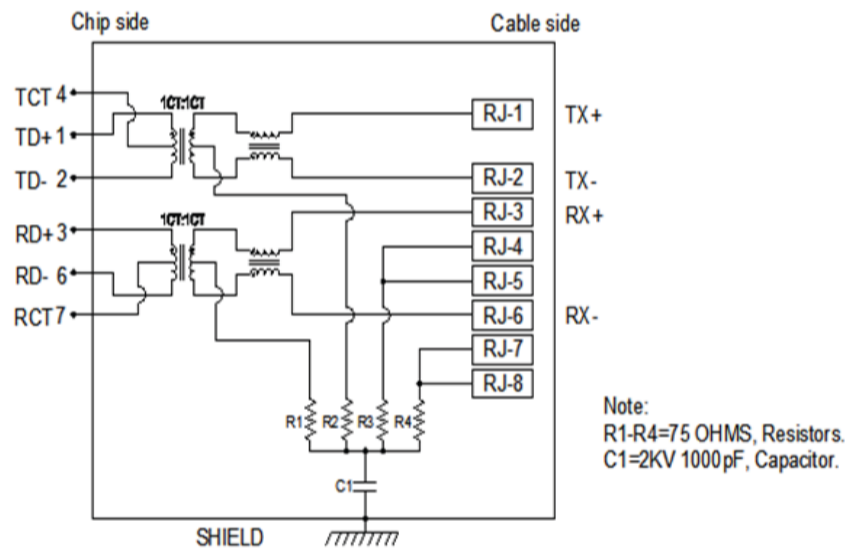 Chip side
Cable side
TCT 4
1CT:1CT
RJ-1 TX+
TD+ 1
TD- 2
RJ-2 TX-
1CT:1CT
RJ-3 RX+
RD+ 3
RJ-4
RD- 6
RJ-5
RCT7
RJ-6 RX-
RJ-7
RJ-8
Note:
R1 R2 R3 R4
R1-R4=75 OHMS, Resistors.
C1=2KV 1000pF, Capacitor.
C1
SHIELD